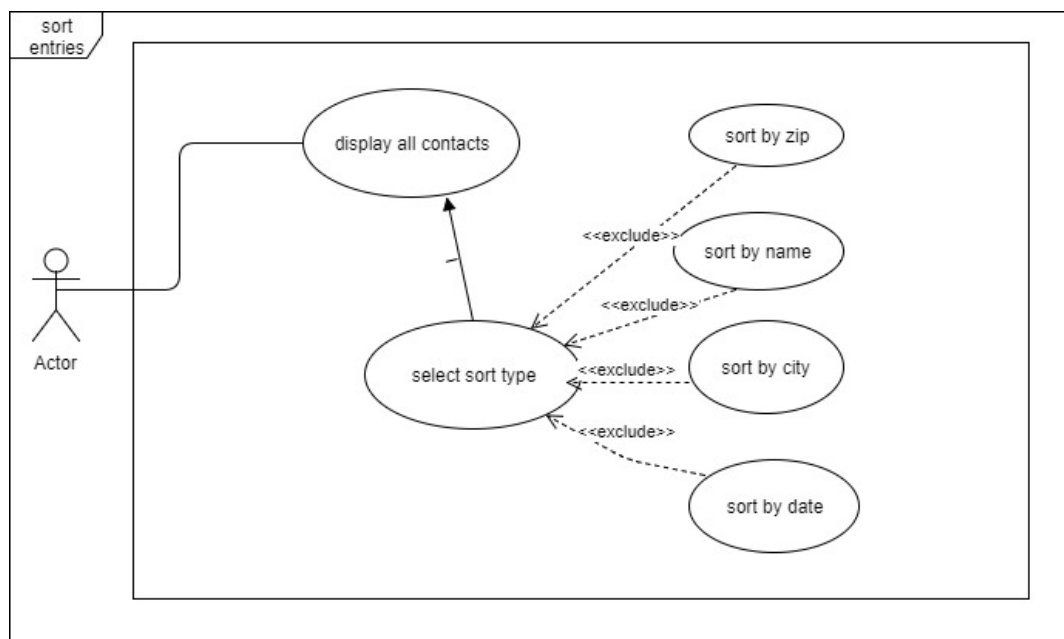 sort
entries
display all contacts
sort by zip
<<exclude>>
sort by name
<<exclude>>
Actor
select sort type
<<exclude>>
sort by city
<<exclude>>
sort by date